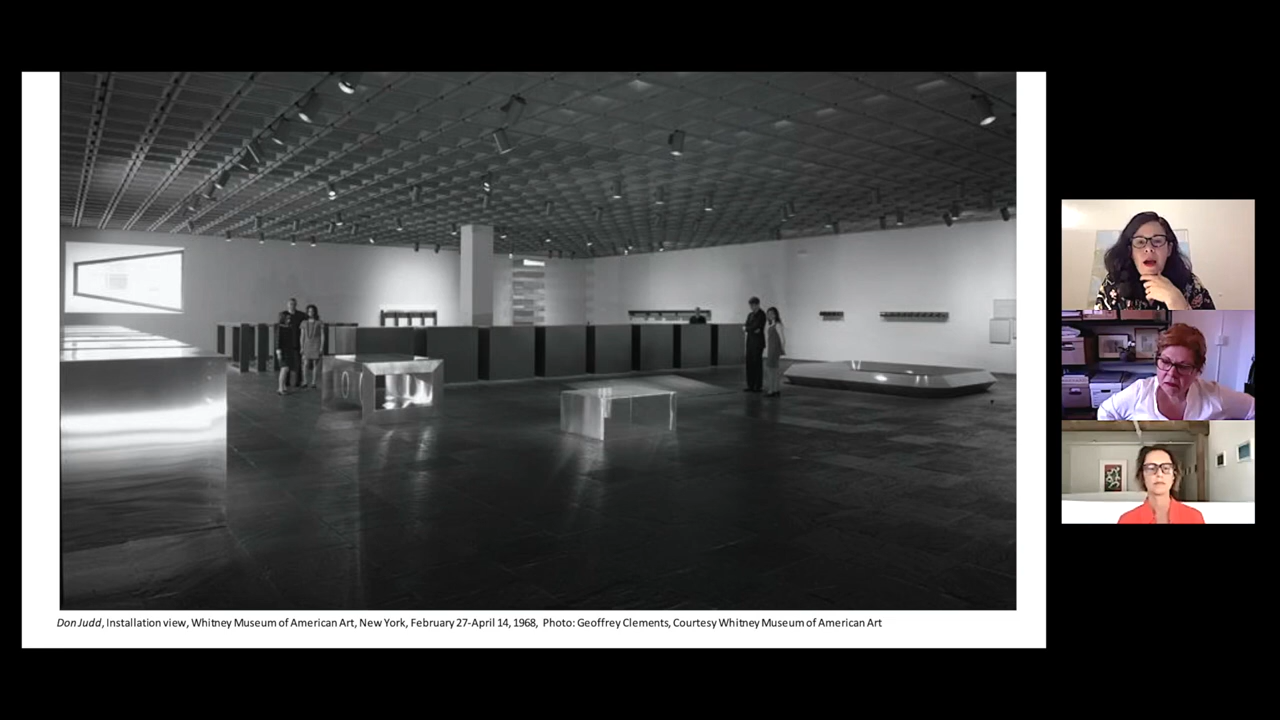 Don Judd, Installation view, Whitney Museum of American Art, New York, February 27-April 14, 1968, Photo: Geoffrey Clements, Courtesy Whitney Museum of American Art